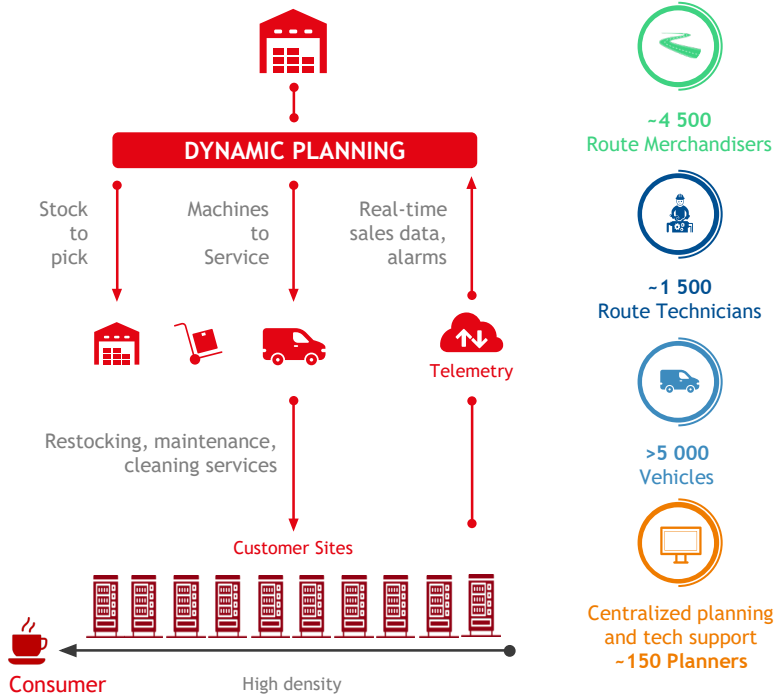 DYNAMIC PLANNING
Stock
to
pick
Machines
to
Service
Real-time
sales data,
alarms
Telemetry
Restocking, maintenance,
cleaning services
Customer Sites
Consumer
High density
~4 500
Route Merchandisers
~1 500
Route Technicians
>5 000
Vehicles
Centralized planning
and tech support
~150 Planners